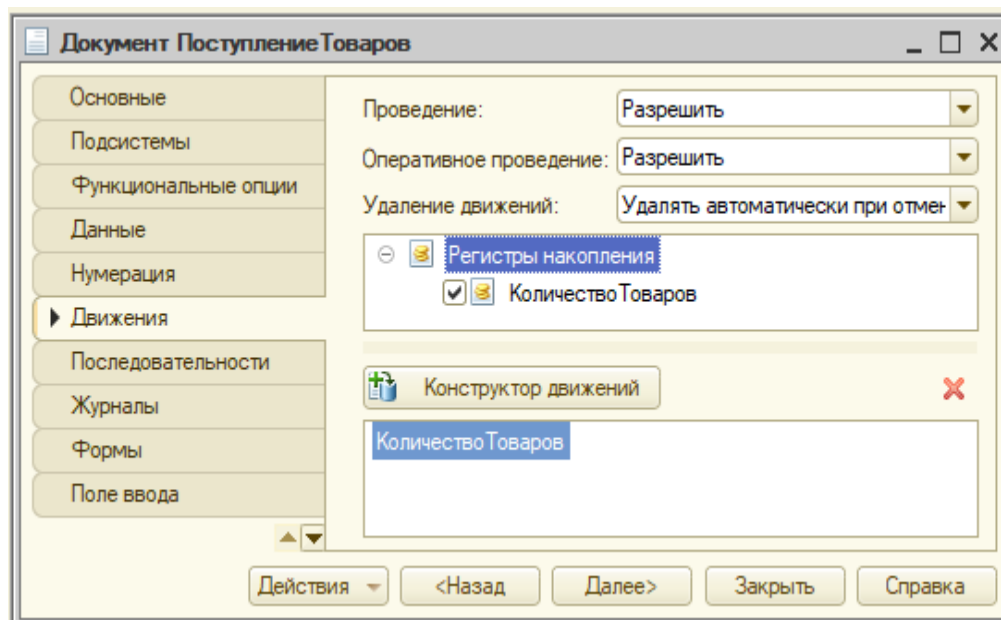 Документ ПоступлениеТоваров
Основные
Подсистемы
Функциональные опции
Данные
Нумерация
Движения
Последовательности
Журналы
Формы
Поле ввода
Проведение: Разрешить
Оперативное проведение: Разрешить
Удаление движений: Удалять автоматически при отмен
Регистры накопления
КоличествоТоваров
Конструктор движений
КоличествоТоваров
Действия <Назад Далее> Закрыть Справка